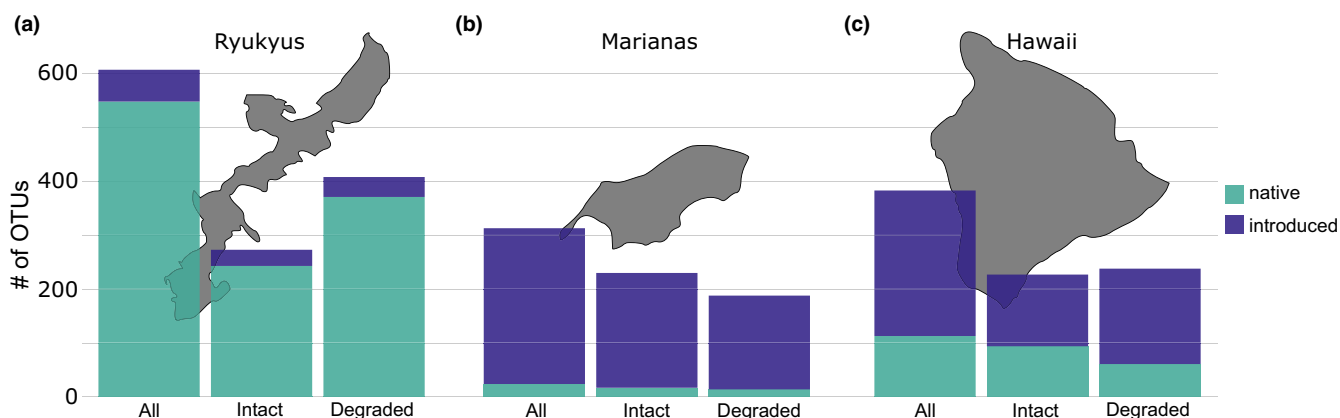 (a)
Ryukyus
(b)
Marianas
(c)
Hawaii
# of OTUs
600
400
200
0
All
Intact
Degraded
All
Intact
Degraded
All
Intact
Degraded
native
introduced